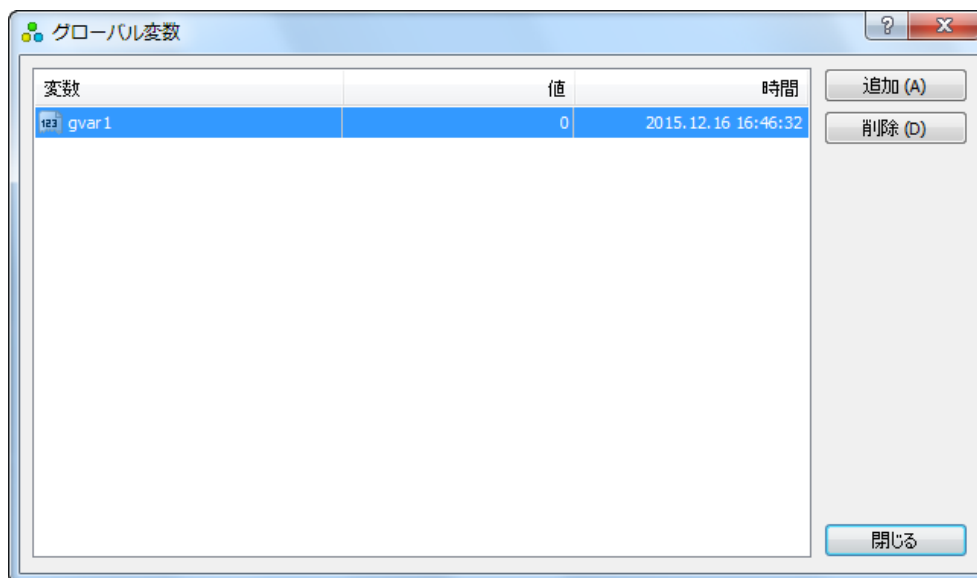 グローバル変数
変数 値 時間
123 gvar1 0 2015.12.16 16:46:32
追加 (A)
削除 (D)
閉じる